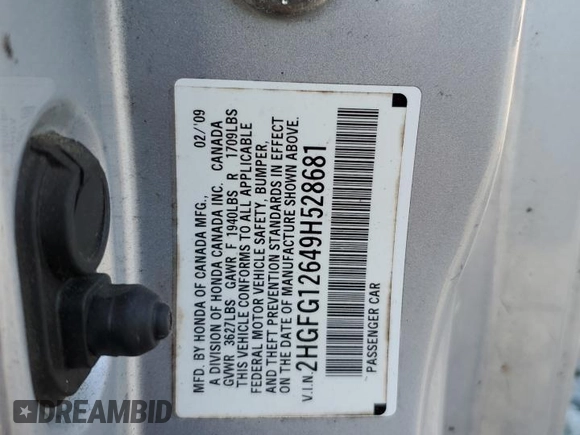 MFD. BY HONDA OF CANADA MFG., 02/'09
A DIVISION OF HONDA CANADA INC. CANADA
GVWR 3627LBS GAWR F 1940LBS R 1709LBS
THIS VEHICLE CONFORMS TO ALL APPLICABLE
FEDERAL MOTOR VEHICLE SAFETY, BUMPER,
AND THEFT PREVENTION STANDARDS IN EFFECT
ON THE DATE OF MANUFACTURE SHOWN ABOVE.
V.I.N. 2HGFG12649H528681
PASSENGER CAR
DREAMBID